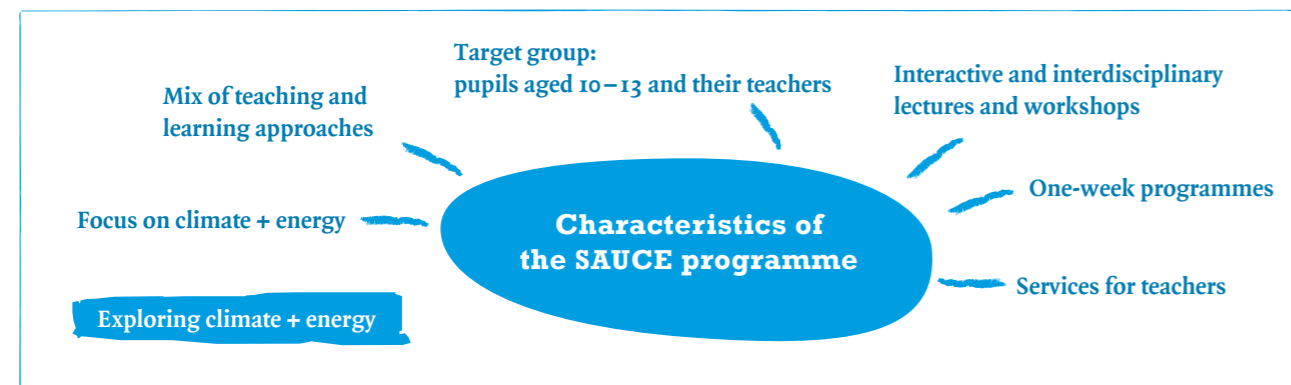 Target group:
pupils aged 10–13 and their teachers
Mix of teaching and
learning approaches
Interactive and interdisciplinary
lectures and workshops
One-week programmes
Focus on climate + energy
Characteristics of
the SAUCE programme
Services for teachers
Exploring climate + energy